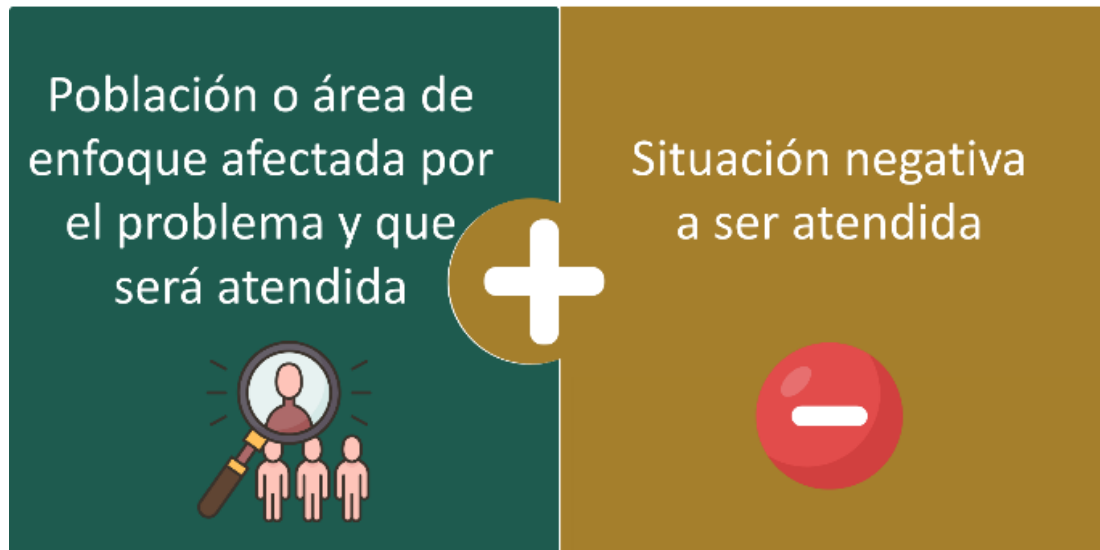 Población o área de
enfoque afectada por
el problema y que
será atendida
Situación negativa
a ser atendida